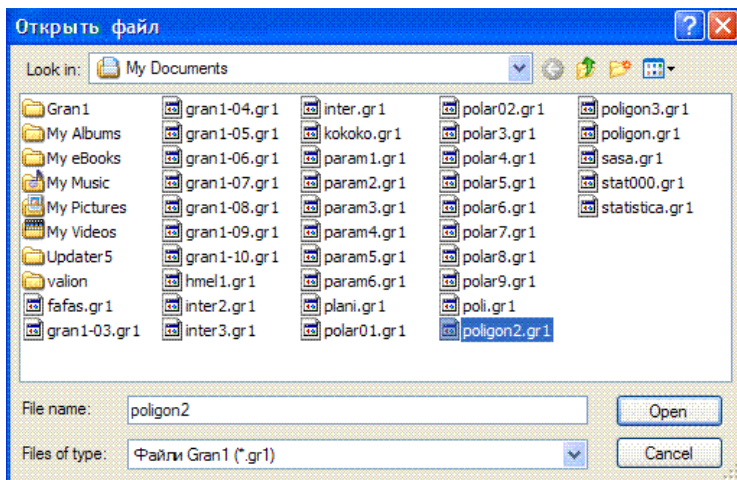 Открыть файл
Look in: My Documents
Gran1
My Albums
My eBooks
My Music
My Pictures
My Videos
Updater5
valion
fafas.gr1
gran1-03.gr1
gran1-04.gr1
gran1-05.gr1
gran1-06.gr1
gran1-07.gr1
gran1-08.gr1
gran1-09.gr1
gran1-10.gr1
hmel1.gr1
inter2.gr1
inter3.gr1
inter.gr1
kokoko.gr1
param1.gr1
param2.gr1
param3.gr1
param4.gr1
param5.gr1
param6.gr1
plani.gr1
polar01.gr1
polar02.gr1
polar3.gr1
polar4.gr1
polar5.gr1
polar6.gr1
polar7.gr1
polar8.gr1
polar9.gr1
poli.gr1
poligon2.gr1
poligon3.gr1
poligon.gr1
sasa.gr1
stat000.gr1
statistica.gr1
File name: poligon2 Open
Files of type: Файли Gran1 (*.gr1) Cancel